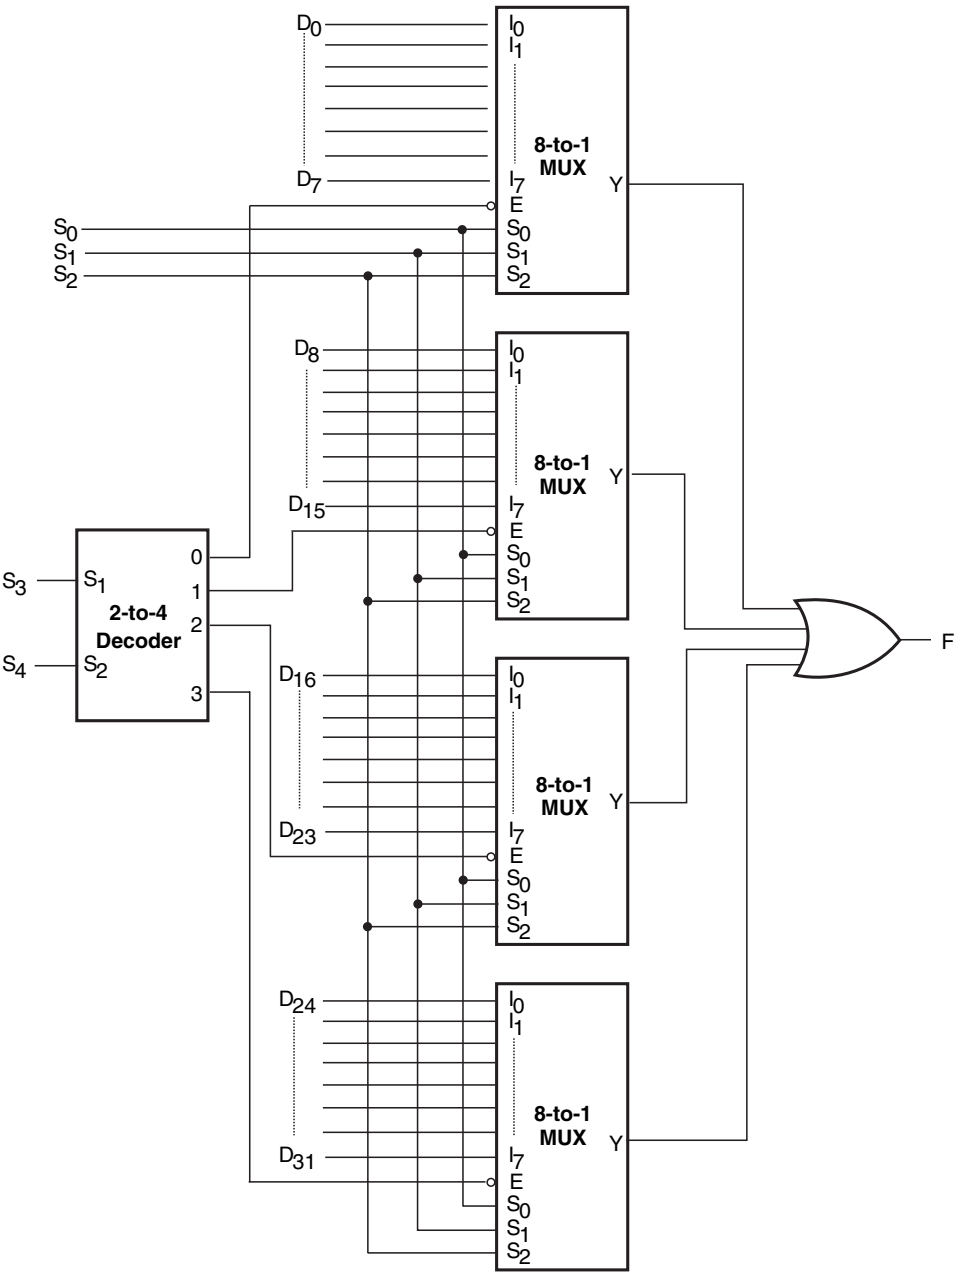 D0 I0
I1
8-to-1
MUX
D7 I7 Y
E
S0 S0
S1 S1
S2 S2
D8 I0
I1
8-to-1
MUX Y
D15 I7
E
S0
S1
S2
0
S3 S1 1
2-to-4
Decoder 2
S4 S2
3
F
D16 I0
I1
8-to-1
MUX Y
D23 I7
E
S0
S1
S2
D24 I0
I1
8-to-1
MUX Y
D31 I7
E
S0
S1
S2